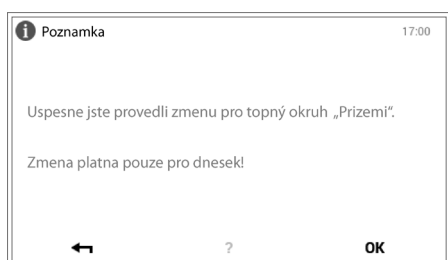 Poznamka
17:00
Uspesne jste provedli zmenu pro topný okruh „Prizemi“.
Zmena platna pouze pro dnesek!
?
OK